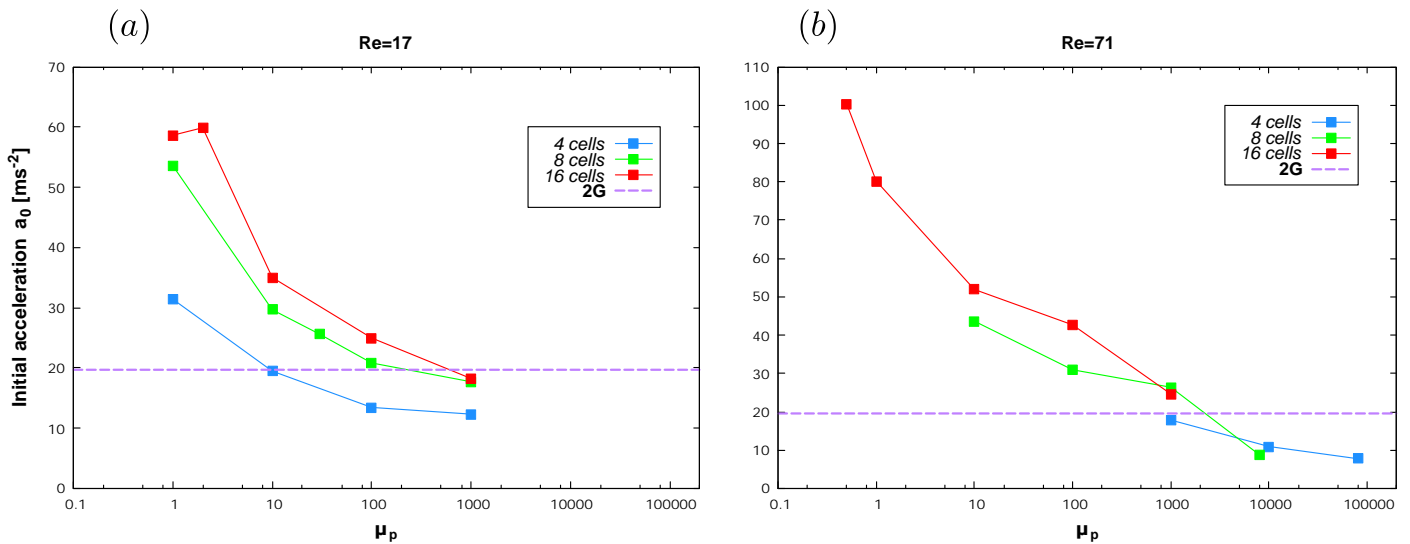 (a)
Re=17
70
60
50
40
30
20
10
0
0.1 1 10 100 1000 10000 100000
Initial acceleration a0 [ms-2]
μp
4 cells
8 cells
16 cells
2G
(b)
Re=71
110
100
90
80
70
60
50
40
30
20
10
0
0.1 1 10 100 1000 10000 100000
μp
4 cells
8 cells
16 cells
2G